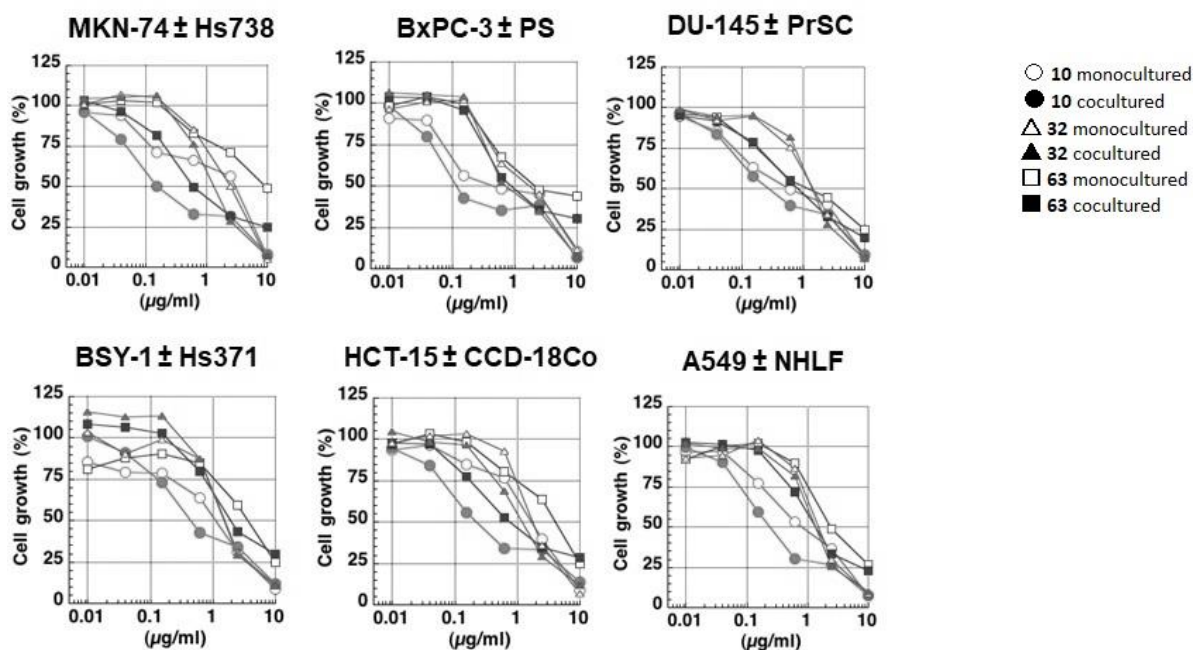 MKN-74 ± Hs738
Cell growth (%)
125
100
75
50
25
0
0.01
0.1
1
10
(µg/ml)
BxPC-3 ± PS
Cell growth (%)
125
100
75
50
25
0
0.01
0.1
1
10
(µg/ml)
DU-145 ± PrSC
Cell growth (%)
125
100
75
50
25
0
0.01
0.1
1
10
(µg/ml)
10 monocultured
10 cocultured
32 monocultured
32 cocultured
63 monocultured
63 cocultured
BSY-1 ± Hs371
Cell growth (%)
125
100
75
50
25
0
0.01
0.1
1
10
(µg/ml)
HCT-15 ± CCD-18Co
Cell growth (%)
125
100
75
50
25
0
0.01
0.1
1
10
(µg/ml)
A549 ± NHLF
Cell growth (%)
125
100
75
50
25
0
0.01
0.1
1
10
(µg/ml)